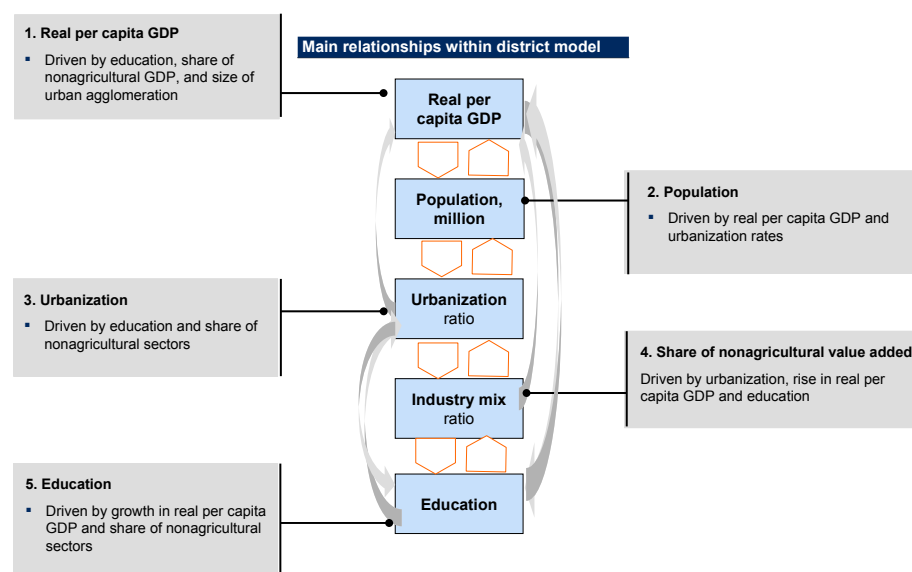 Main relationships within district model
1. Real per capita GDP
▪ Driven by education, share of
nonagricultural GDP, and size of
urban agglomeration
Real per
capita GDP
Population,
million
2. Population
▪ Driven by real per capita GDP and
urbanization rates
3. Urbanization
▪ Driven by education and share of
nonagricultural sectors
Urbanization
ratio
4. Share of nonagricultural value added
Driven by urbanization, rise in real per
capita GDP and education
Industry mix
ratio
5. Education
▪ Driven by growth in real per capita
GDP and share of nonagricultural
sectors
Education